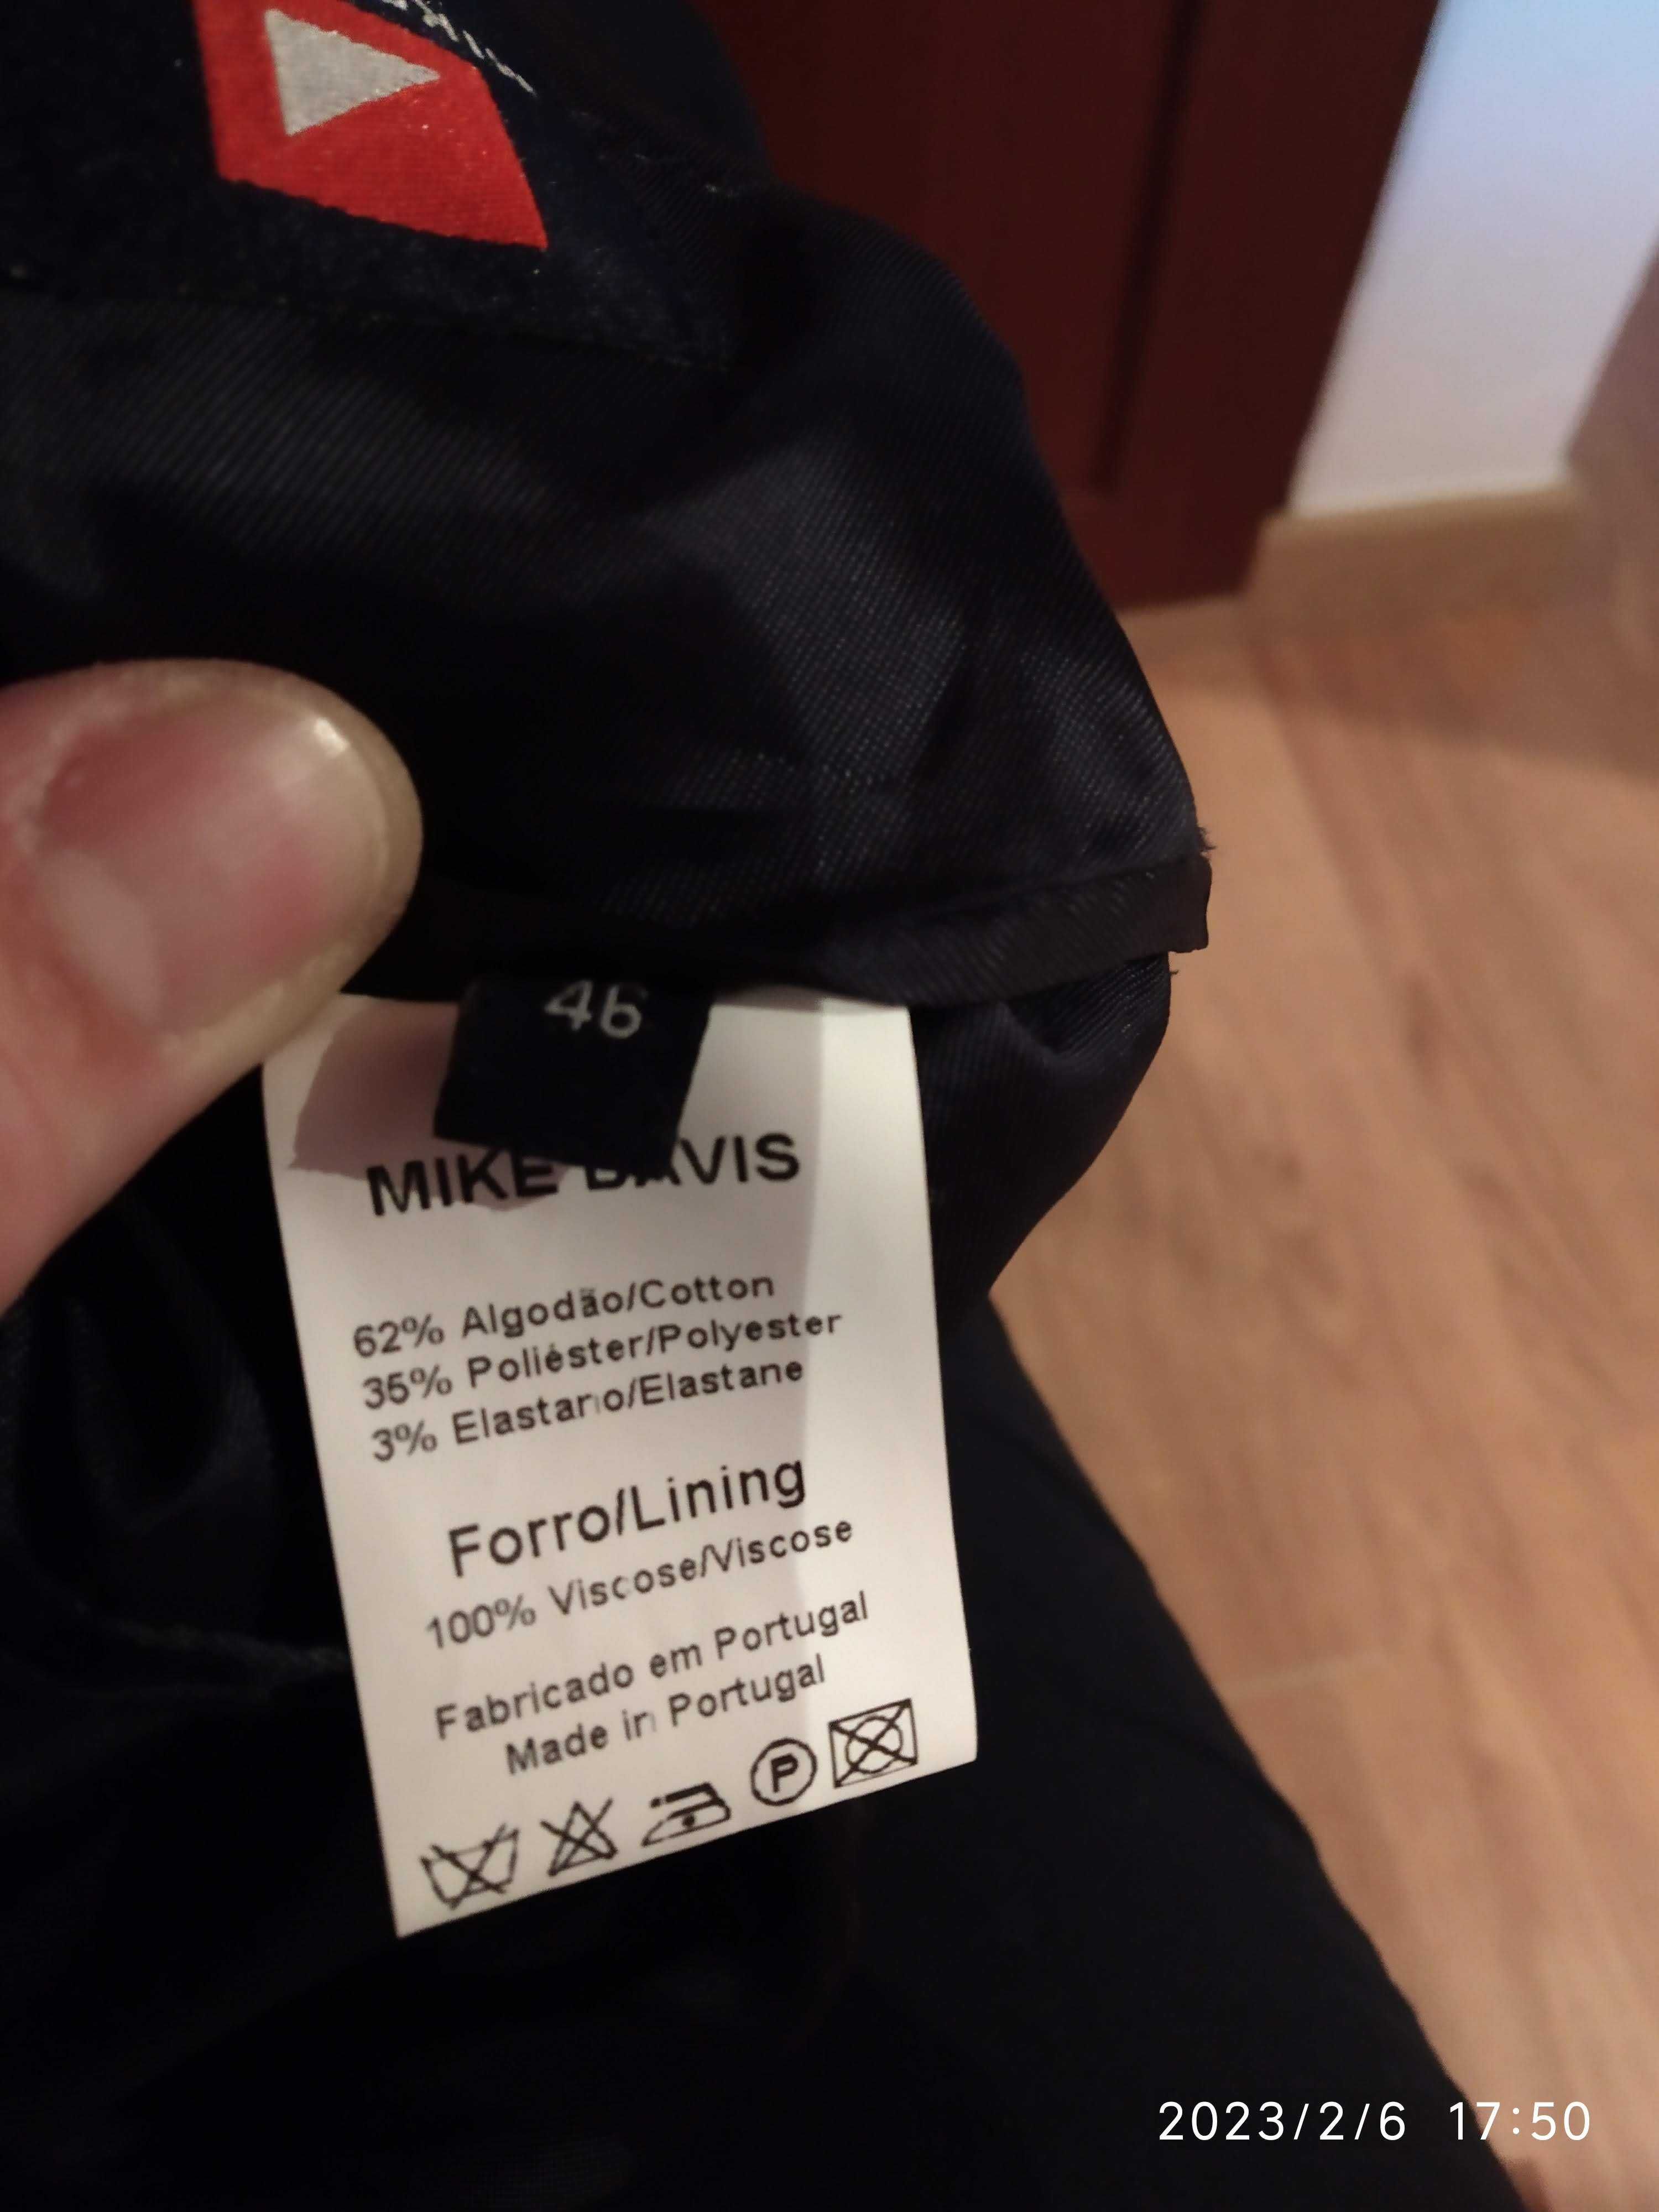 46
MIKE DAVIS
62% Algodão/Cotton
35% Poliéster/Polyester
3% Elastano/Elastane
Forro/Lining
100% Viscose/Viscose
Fabricado em Portugal
Made in Portugal
P
2023/2/6 17:50